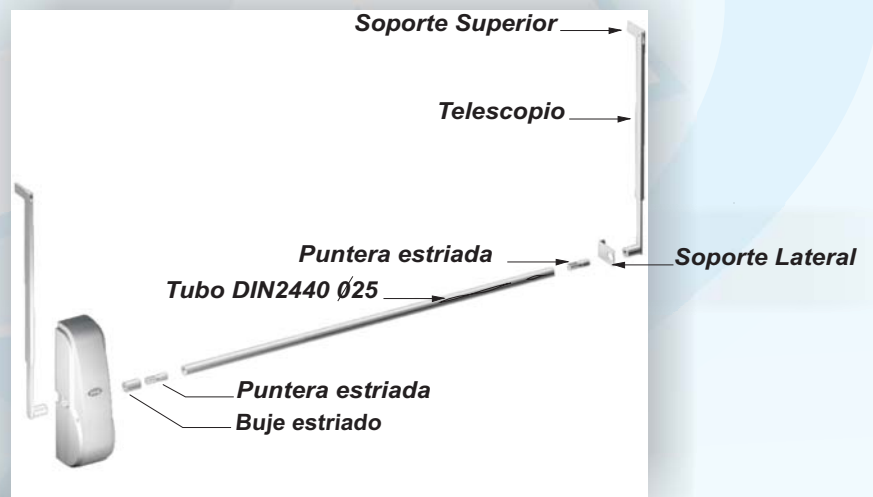 Soporte Superior
Telescopio
Puntera estriada
Soporte Lateral
Tubo DIN2440 Ø25
Puntera estriada
Buje estriado